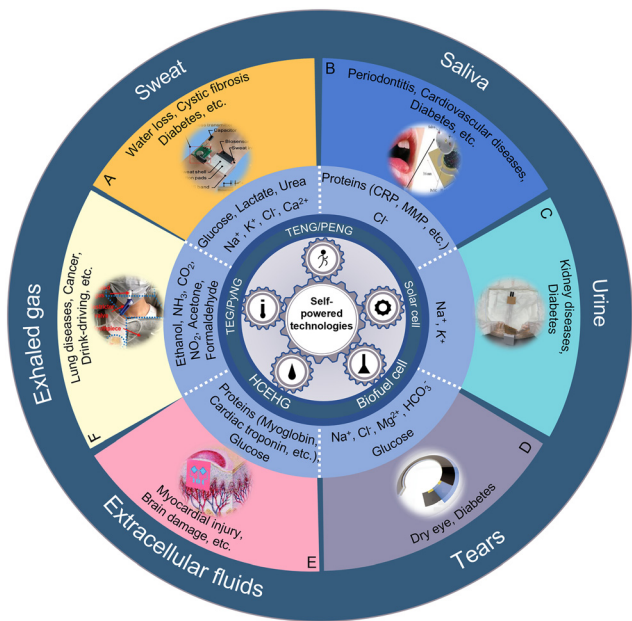 Sweat
Saliva
Urine
Tears
Extracellular fluids
Exhaled gas
A
Water loss, Cystic fibrosis
Diabetes, etc.
B
Periodontitis, Cardiovascular diseases,
Diabetes, etc.
C
Kidney diseases,
Diabetes
D
Dry eye, Diabetes
E
Myocardial injury,
Brain damage, etc.
F
Lung diseases, Cancer,
Drink-driving, etc.
Glucose, Lactate, Urea
Na⁺, K⁺, Cl⁻, Ca²⁺
Proteins (CRP, MMP, etc.)
Cl⁻
Na⁺,
K⁺
Na⁺, Cl⁻, Mg²⁺, HCO₃⁻
Glucose
Proteins (Myoglobin,
Cardiac troponin, etc.)
Glucose
Ethanol, NH₃, CO₂,
NO₂, Acetone,
Formaldehyde
TENG/PENG
Solar cell
Biofuel cell
HCEHG
TEG/PYNG
Self-
powered
technologies